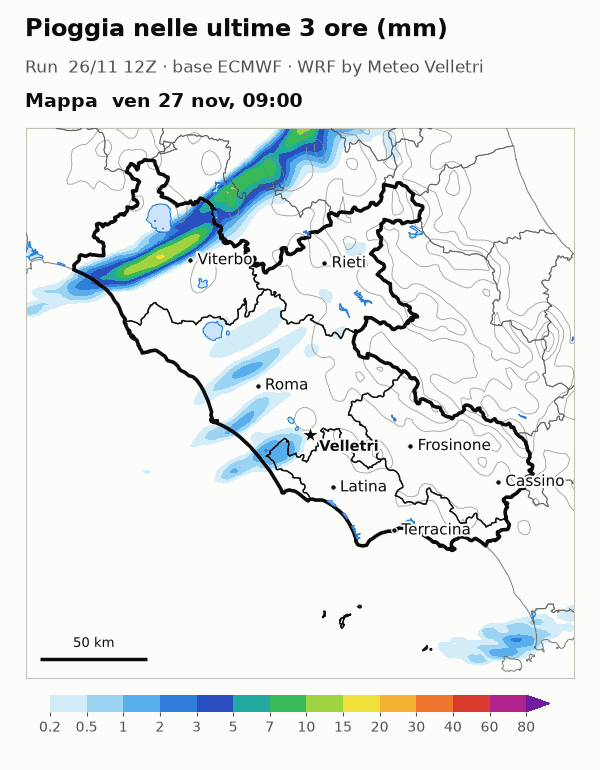 Pioggia nelle ultime 3 ore (mm)
Run  26/11 12Z · base ECMWF · WRF by Meteo Velletri
Mappa  ven 27 nov, 09:00
Viterbo
Rieti
Roma
Velletri
Frosinone
Latina
Cassino
Terracina
50 km
0.2 0.5 1 2 3 5 7 10 15 20 30 40 60 80